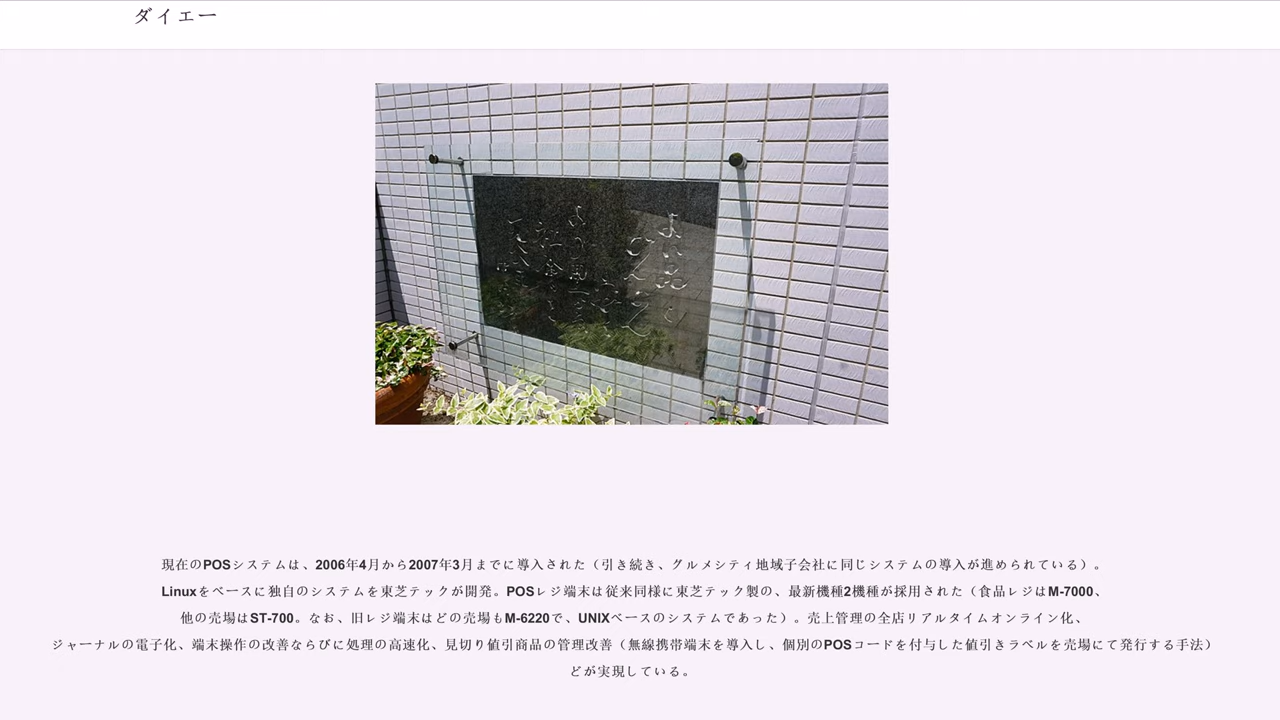 ダイエー
現在のPOSシステムは、2006年4月から2007年3月までに導入された（引き続き、グルメシティ地域子会社に同じシステムの導入が進められている）。
Linuxをベースに独自のシステムを東芝テックが開発。POSレジ端末は従来同様に東芝テック製の、最新機種2機種が採用された（食品レジはM-7000、
他の売場はST-700。なお、旧レジ端末はどの売場もM-6220で、UNIXベースのシステムであった）。売上管理の全店リアルタイムオンライン化、
ジャーナルの電子化、端末操作の改善ならびに処理の高速化、見切り値引商品の管理改善（無線携帯端末を導入し、個別のPOSコードを付与した値引きラベルを売場にて発行する手法）
どが実現している。